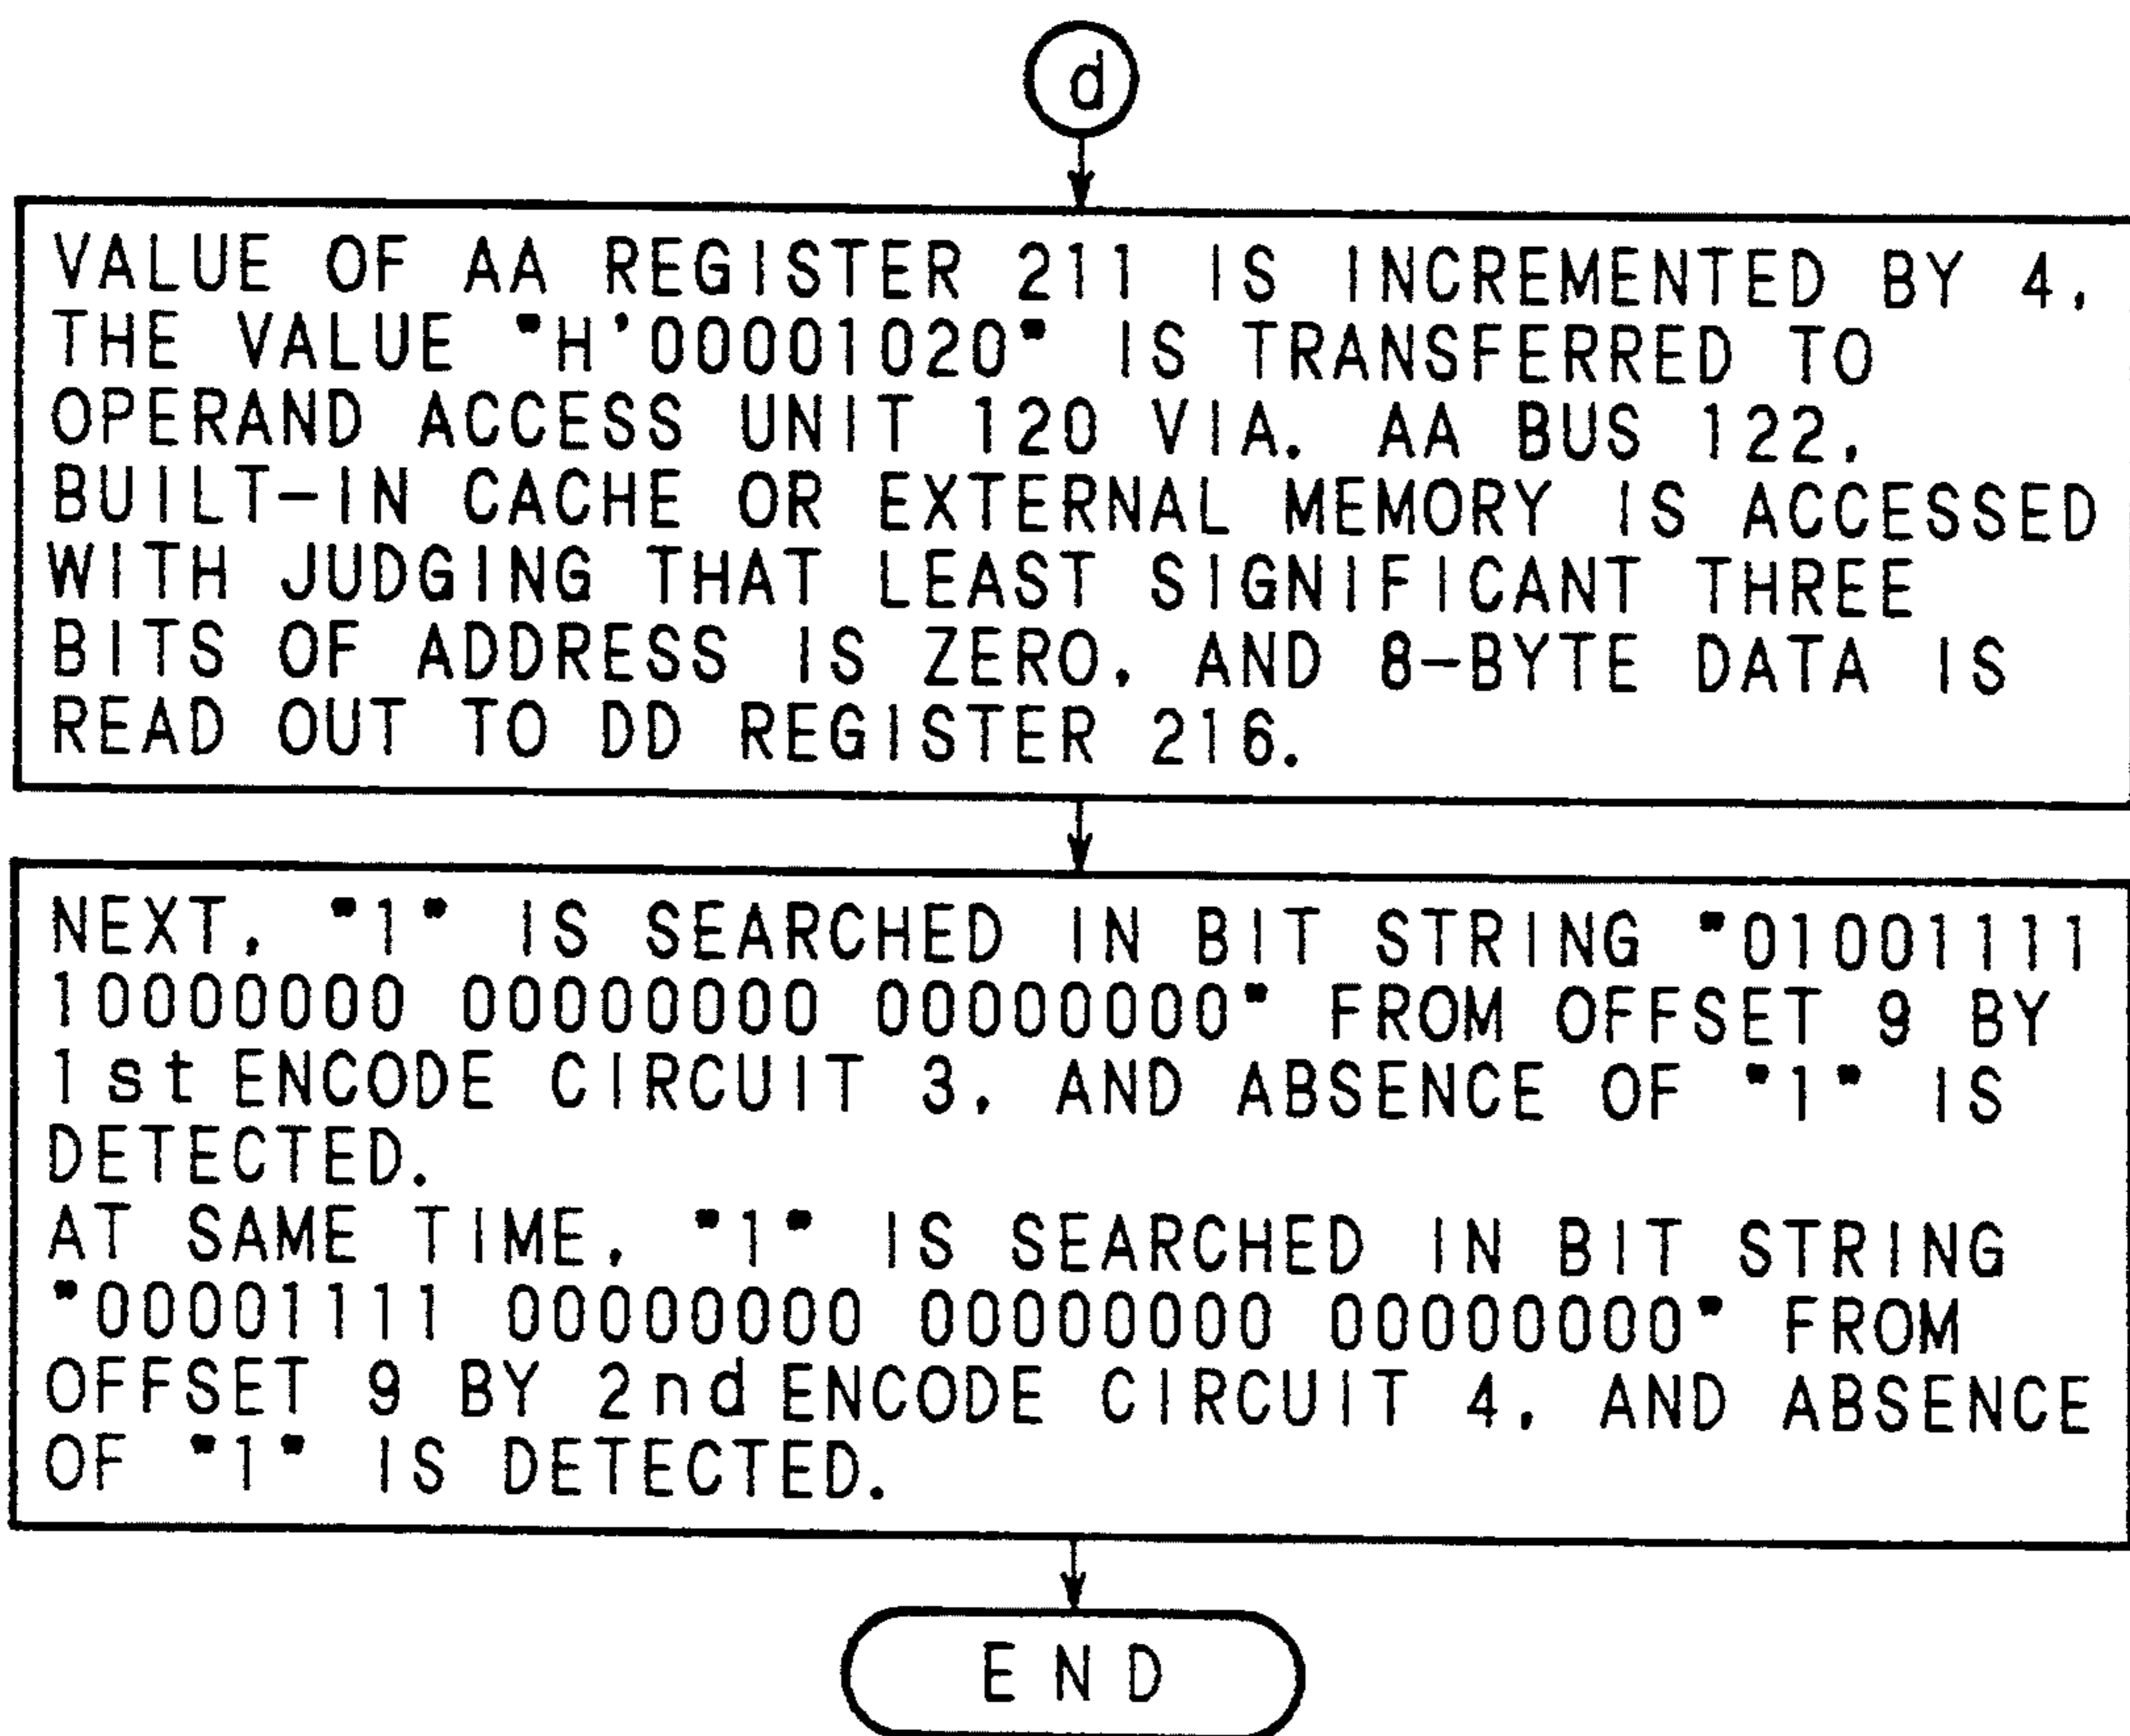 d
VALUE OF AA REGISTER 211 IS INCREMENTED BY 4,
THE VALUE "H'00001020" IS TRANSFERRED TO
OPERAND ACCESS UNIT 120 VIA. AA BUS 122,
BUILT-IN CACHE OR EXTERNAL MEMORY IS ACCESSED
WITH JUDGING THAT LEAST SIGNIFICANT THREE
BITS OF ADDRESS IS ZERO, AND 8-BYTE DATA IS
READ OUT TO DD REGISTER 216.
NEXT, "1" IS SEARCHED IN BIT STRING "01001111
10000000 00000000 00000000" FROM OFFSET 9 BY
1st ENCODE CIRCUIT 3, AND ABSENCE OF "1" IS
DETECTED.
AT SAME TIME, "1" IS SEARCHED IN BIT STRING
"00001111 00000000 00000000 00000000" FROM
OFFSET 9 BY 2nd ENCODE CIRCUIT 4, AND ABSENCE
OF "1" IS DETECTED.
END